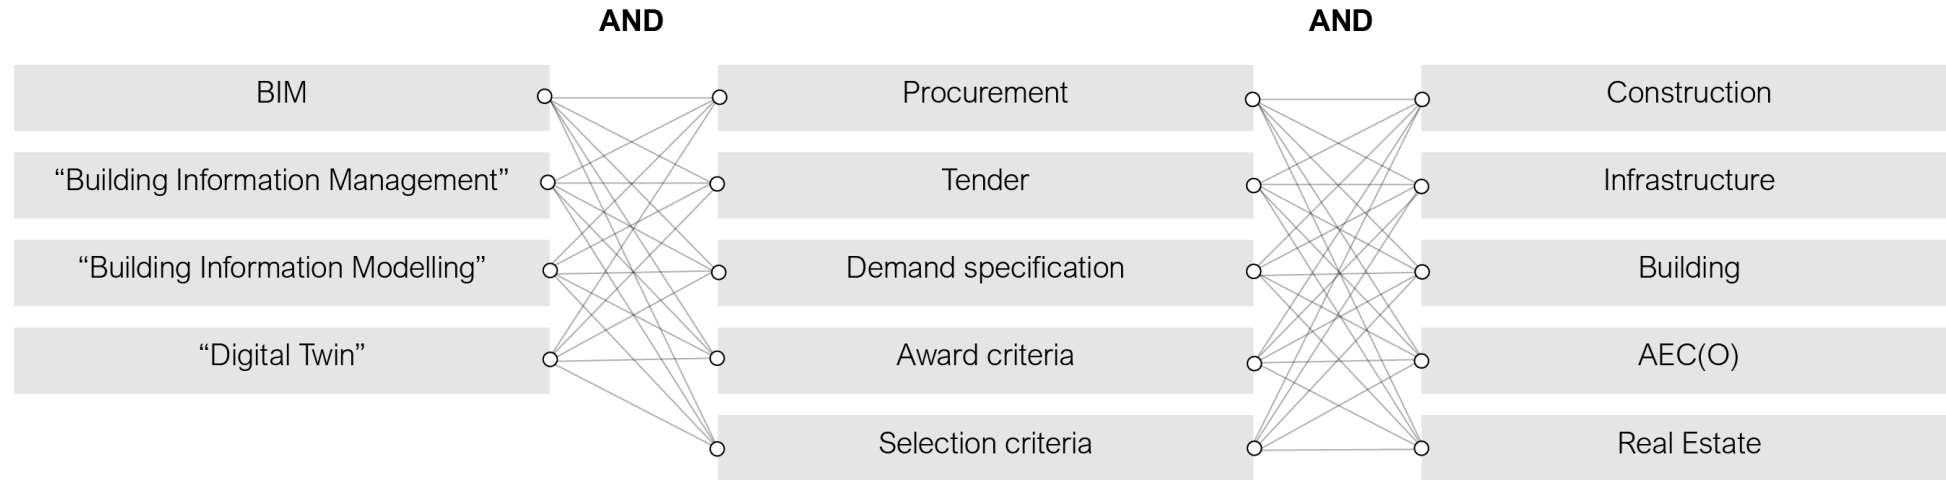 AND AND
BIM Procurement Construction
“Building Information Management” Tender Infrastructure
“Building Information Modelling” Demand specification Building
“Digital Twin” Award criteria AEC(O)
Selection criteria Real Estate